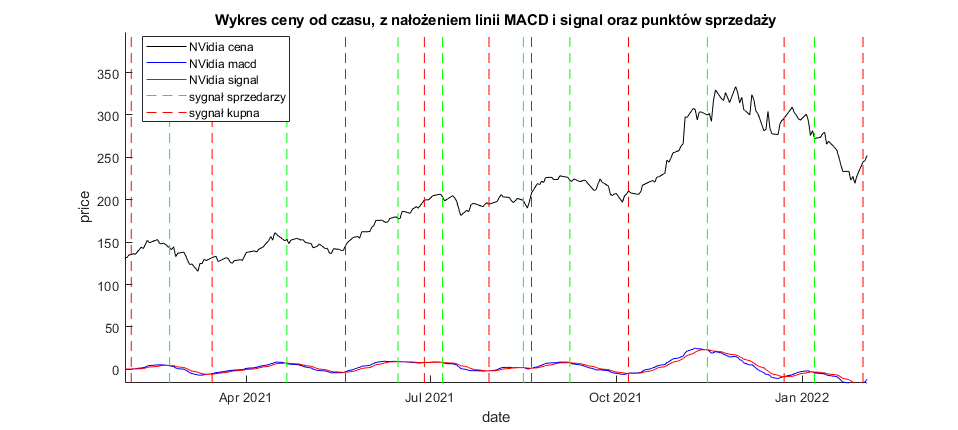 Wykres ceny od czasu, z nałożeniem linii MACD i signal oraz punktów sprzedaży
NVidia cena
NVidia macd
NVidia signal
sygnał sprzedarzy
sygnał kupna
350
300
250
200
150
100
50
0
price
Apr 2021
Jul 2021
Oct 2021
Jan 2022
date